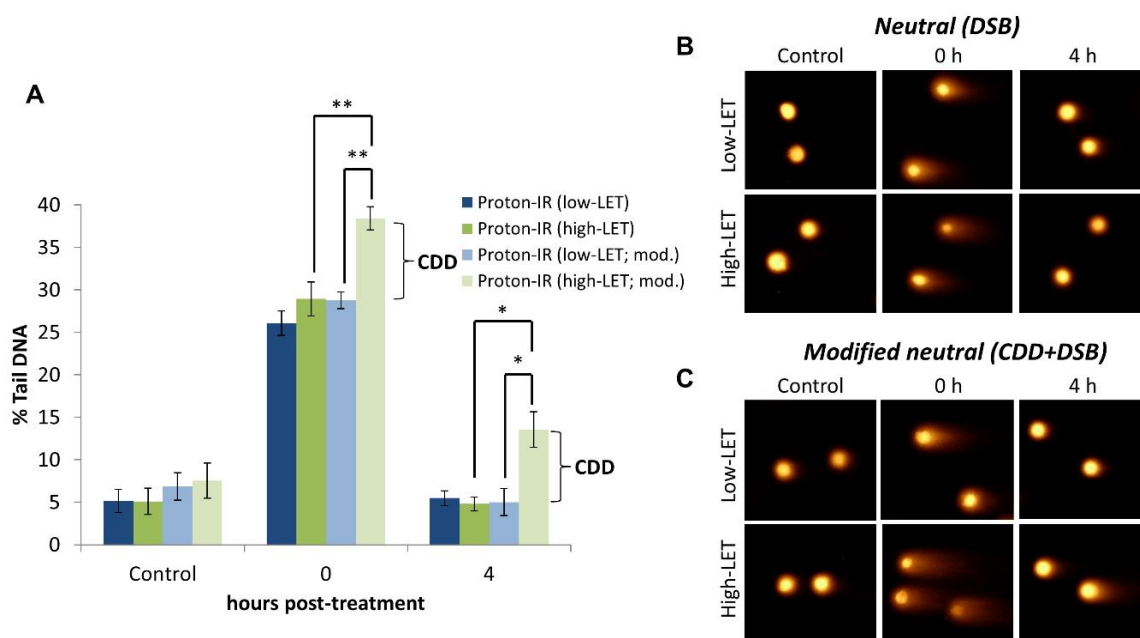 A
% Tail DNA
40
35
30
25
20
15
10
5
0
**
**
Proton-IR (low-LET)
Proton-IR (high-LET)
Proton-IR (low-LET; mod.)
Proton-IR (high-LET; mod.)
CDD
*
*
CDD
Control 0 4
hours post-treatment
B
Neutral (DSB)
Control 0 h 4 h
Low-LET
High-LET
C
Modified neutral (CDD+DSB)
Control 0 h 4 h
Low-LET
High-LET